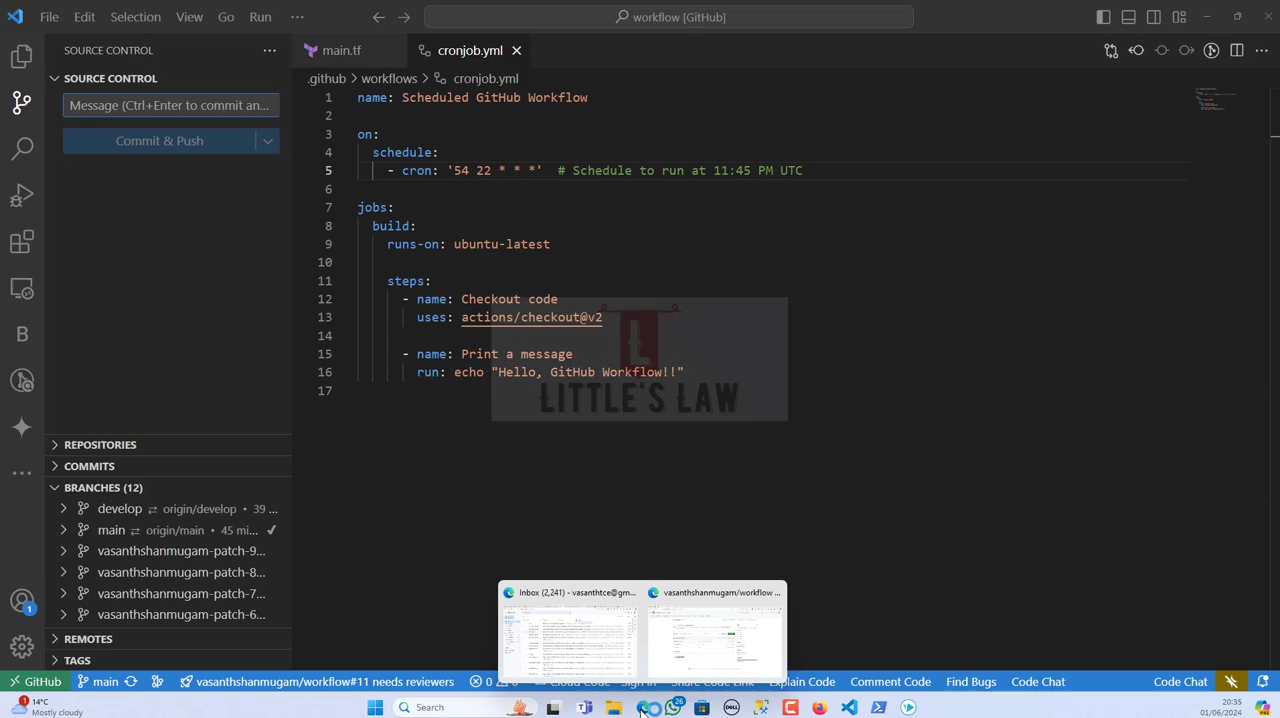 File Edit Selection View Go Run ··· workflow [GitHub]
SOURCE CONTROL ···
main.tf
cronjob.yml
SOURCE CONTROL
Message (Ctrl+Enter to commit an...
Commit & Push
.github > workflows > cronjob.yml
1 name: Scheduled GitHub Workflow
2
3 on:
4 schedule:
5 - cron: '54 22 * * *' # Schedule to run at 11:45 PM UTC
6
7 jobs:
8 build:
9 runs-on: ubuntu-latest
10
11 steps:
12 - name: Checkout code
13 uses: actions/checkout@v2
14
15 - name: Print a message
16 run: echo "Hello, GitHub Workflow!!"
17
L
LITTLE'S LAW
B
REPOSITORIES
COMMITS
BRANCHES (12)
develop ⇄ origin/develop • 39 ...
main ⇄ origin/main • 45 mi... ✓
vasanthshanmugam-patch-9...
vasanthshanmugam-patch-8...
1
REMOTES
Inbox (2,241) - vasanthtce@gm...
vasanthshanmugam/workflow ...
GitHub main vasanthshanmugam/workflow 11 needs reviewers 0 Cloud Code Sign In Share Code Link Explain Code Comment Code Find Bugs Code Chat Code Chat
1
14°C
Mostly cloudy
Search
26
DELL
20:35
01/06/2024